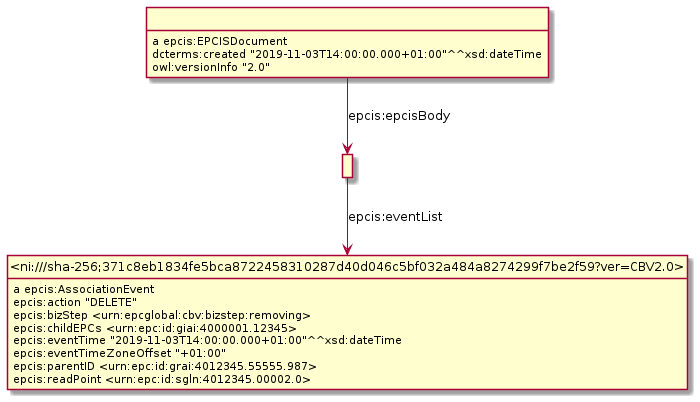 a epcis:EPCISDocument
dcterms:created "2019-11-03T14:00:00.000+01:00"^^xsd:dateTime
owl:versionInfo "2.0"
epcis:epcisBody
epcis:eventList
<ni:///sha-256;371c8eb1834fe5bca8722458310287d40d046c5bf032a484a8274299f7be2f59?ver=CBV2.0>
a epcis:AssociationEvent
epcis:action "DELETE"
epcis:bizStep <urn:epcglobal:cbv:bizstep:removing>
epcis:childEPCs <urn:epc:id:giai:4000001.12345>
epcis:eventTime "2019-11-03T14:00:00.000+01:00"^^xsd:dateTime
epcis:eventTimeZoneOffset "+01:00"
epcis:parentID <urn:epc:id:grai:4012345.55555.987>
epcis:readPoint <urn:epc:id:sgln:4012345.00002.0>